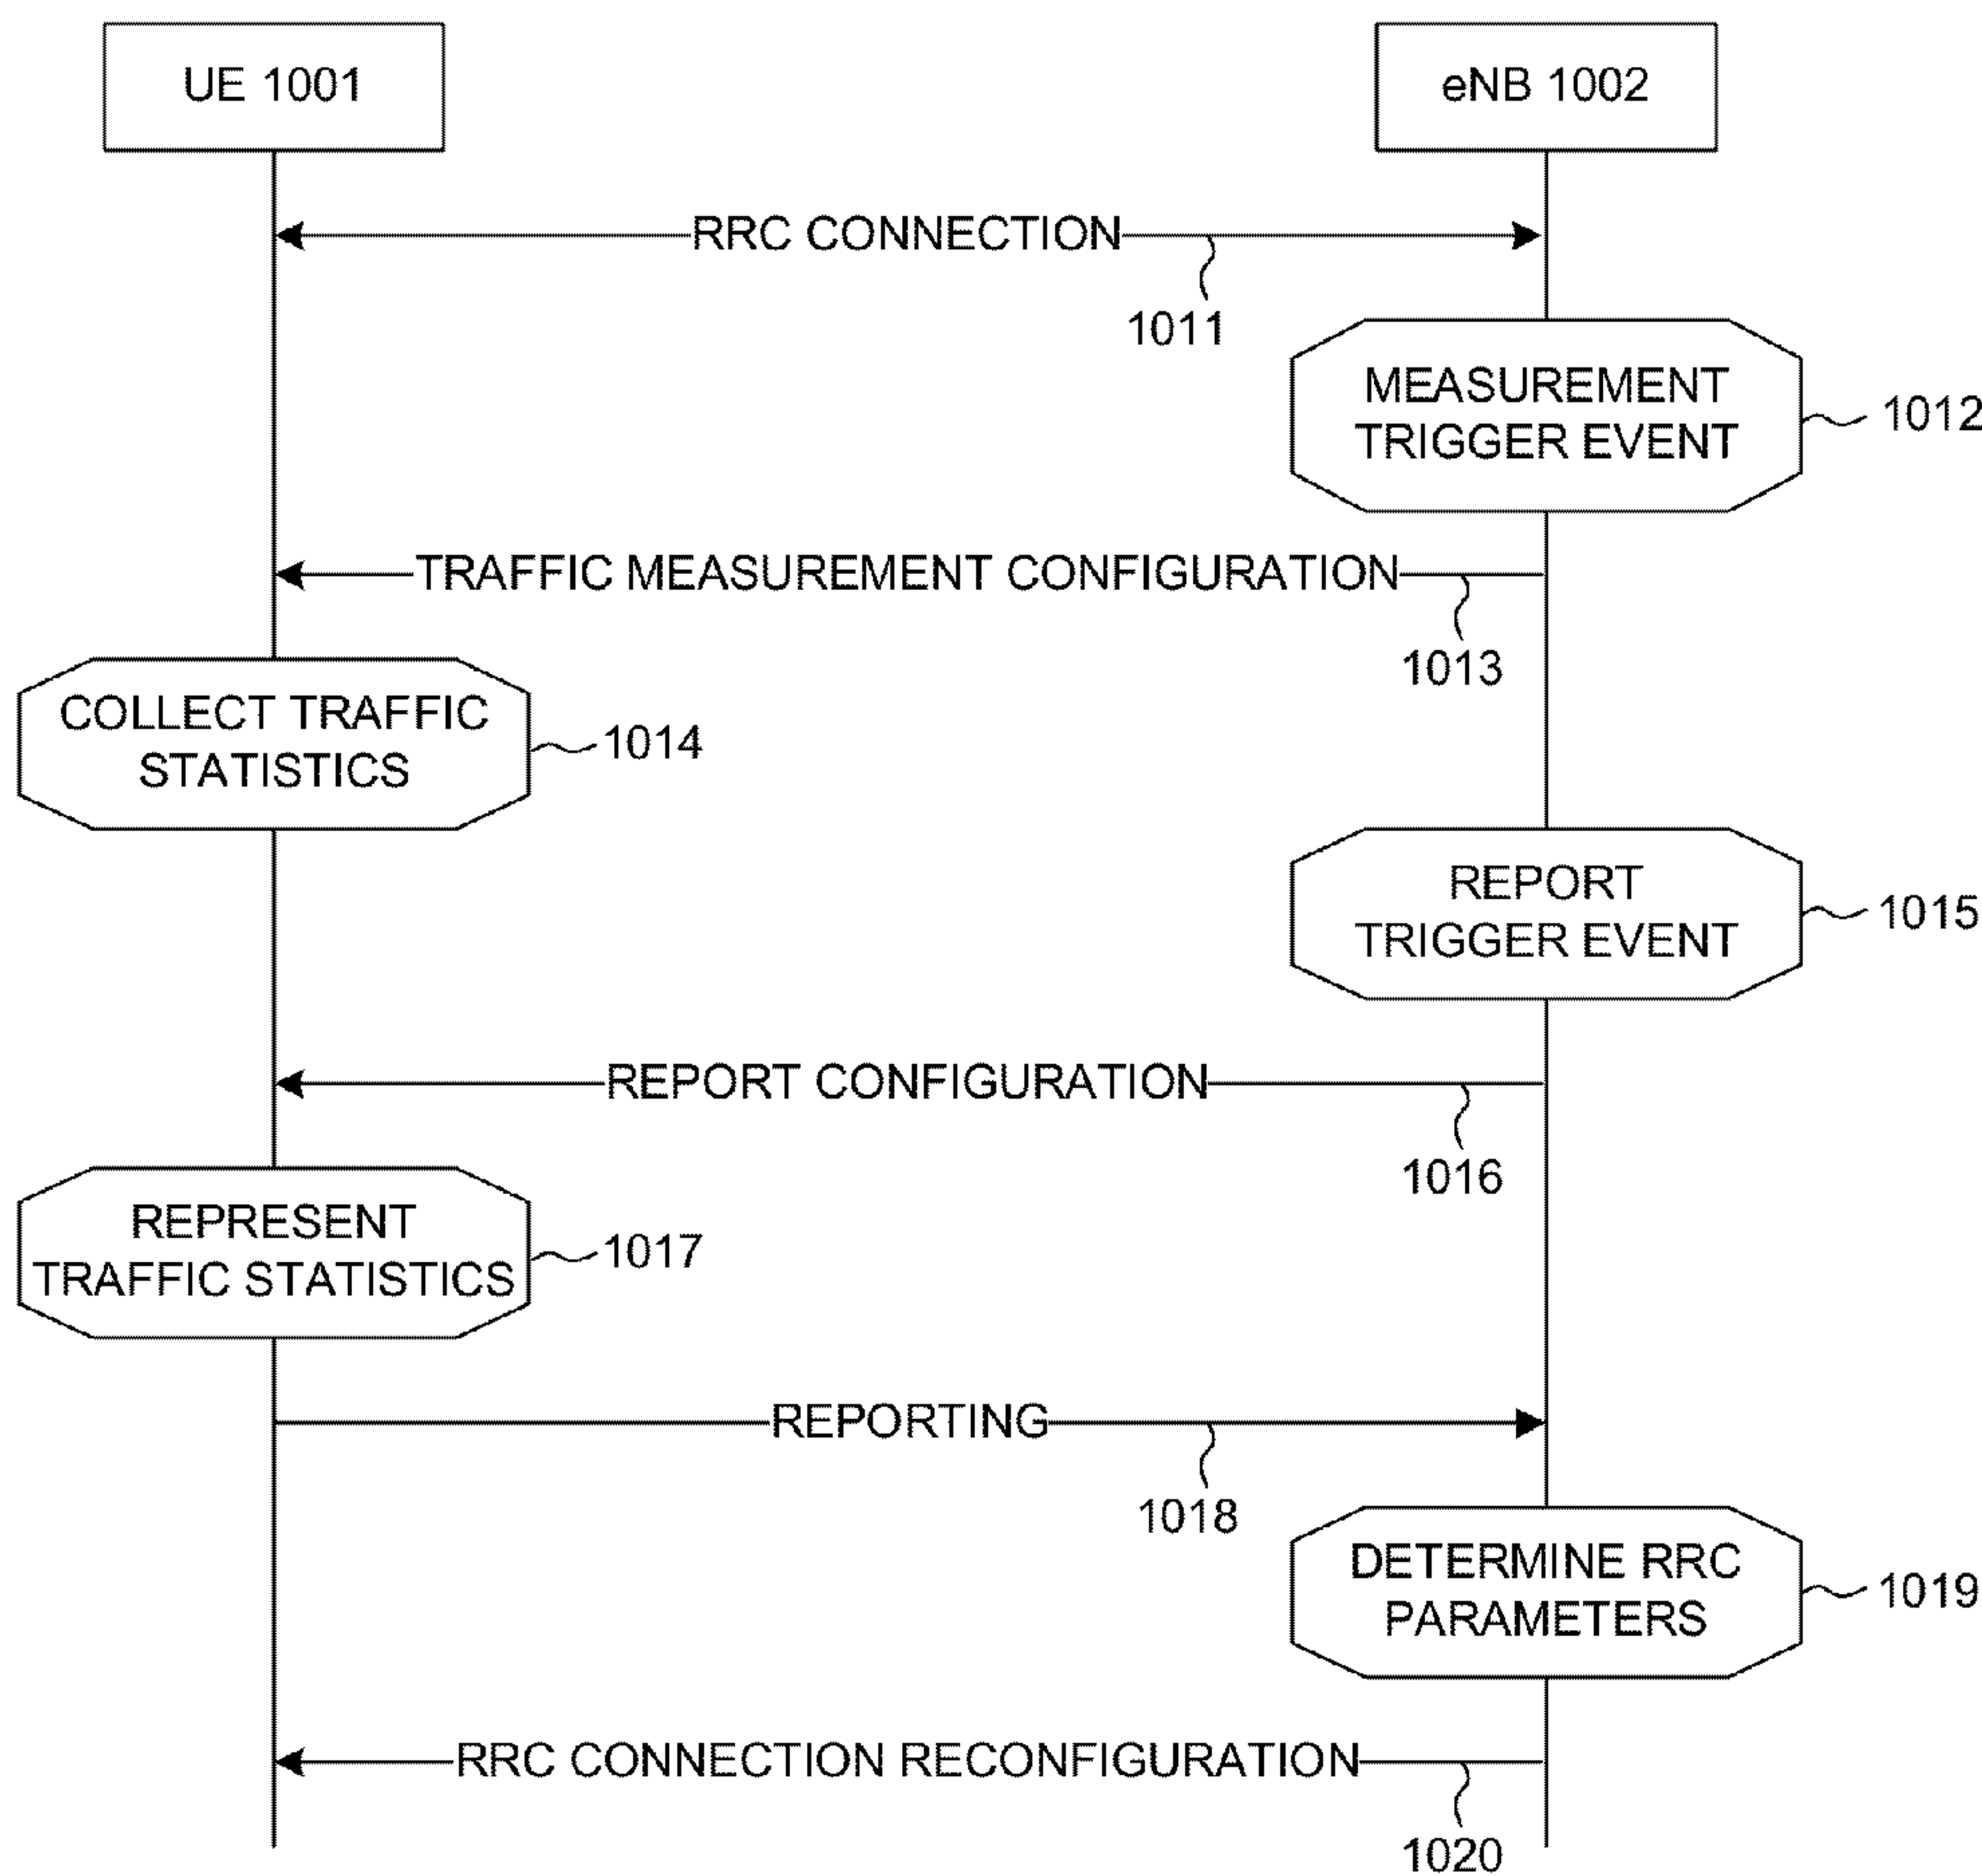 UE 1001
eNB 1002
RRC CONNECTION
1011
MEASUREMENT
TRIGGER EVENT
1012
TRAFFIC MEASUREMENT CONFIGURATION
1013
COLLECT TRAFFIC
STATISTICS
1014
REPORT
TRIGGER EVENT
1015
REPORT CONFIGURATION
1016
REPRESENT
TRAFFIC STATISTICS
1017
REPORTING
1018
DETERMINE RRC
PARAMETERS
1019
RRC CONNECTION RECONFIGURATION
1020